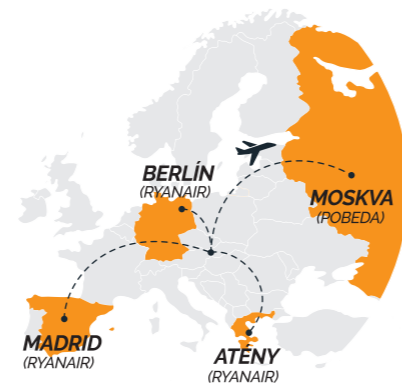 BERLÍN
(RYANAIR)
MOSKVA
(POBEDA)
MADRID
(RYANAIR)
ATÉNY
(RYANAIR)